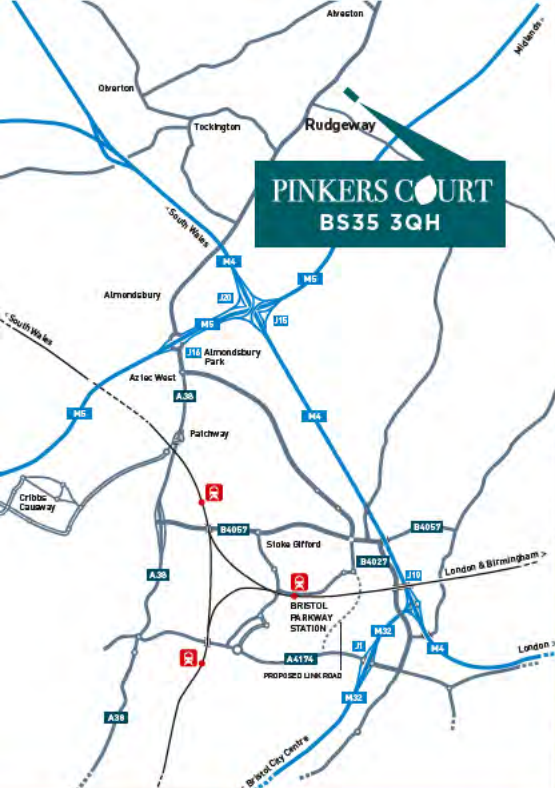 Alveston
Midlands >
Olverton
Tockington
Rudgeway
PINKERS COURT
BS35 3QH
< South Wales
M4
M5
Almondsbury
J20
J15
M5
< South Wales
J16
Almondsbury
Park
Aztec West
A38
M5
M4
Patchway
Cribbs
Causeway
B4057
B4057
Stoke Gifford
B4027
London & Birmingham >
A38
J19
BRISTOL
PARKWAY
STATION
M32
J1
M4
London >
A4174
PROPOSED LINK ROAD
M32
A38
< Bristol City Centre